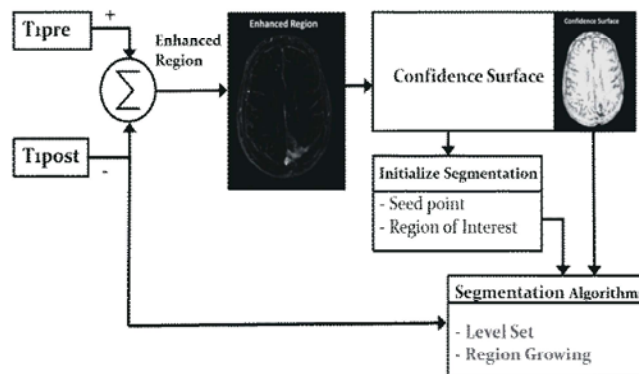 T1pre
+
Enhanced
Region
Enhanced Region
Confidence Surface
Confidence Surface
Σ
T1post
-
Initialize Segmentation
- Seed point
- Region of Interest
Segmentation Algorithms
- Level Set
- Region Growing